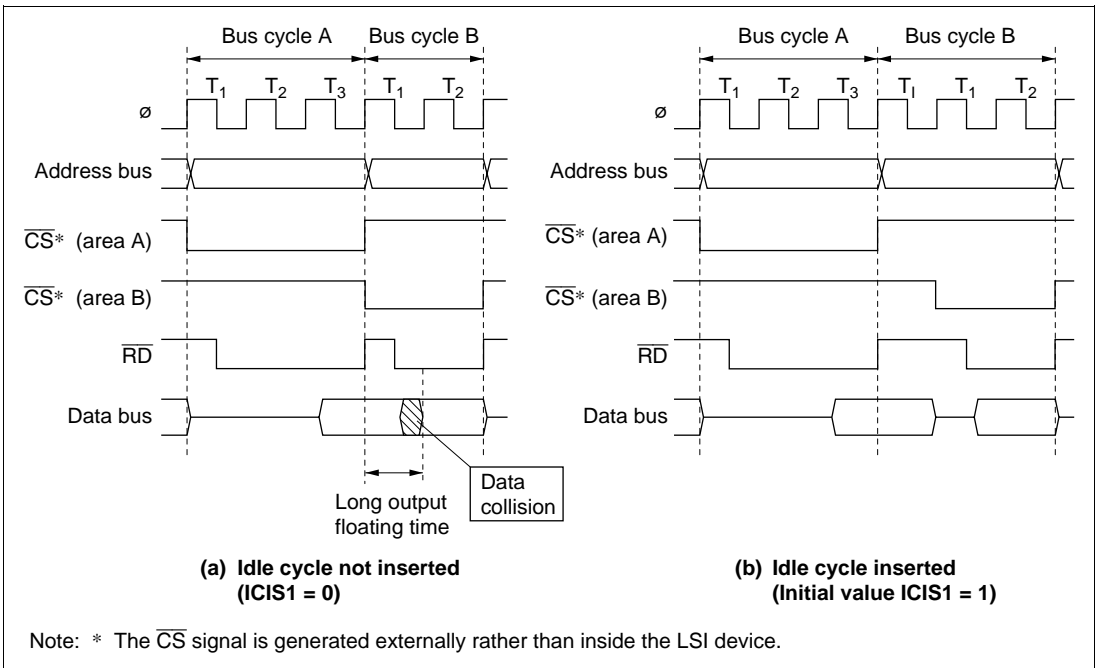 Bus cycle A Bus cycle B
T1 T2 T3 T1 T2
ø
Address bus
CS* (area A)
CS* (area B)
RD
Data bus
Long output
floating time
Data
collision
(a) Idle cycle not inserted
(ICIS1 = 0)
Bus cycle A Bus cycle B
T1 T2 T3 TI T1 T2
ø
Address bus
CS* (area A)
CS* (area B)
RD
Data bus
(b) Idle cycle inserted
(Initial value ICIS1 = 1)
Note: * The CS signal is generated externally rather than inside the LSI device.